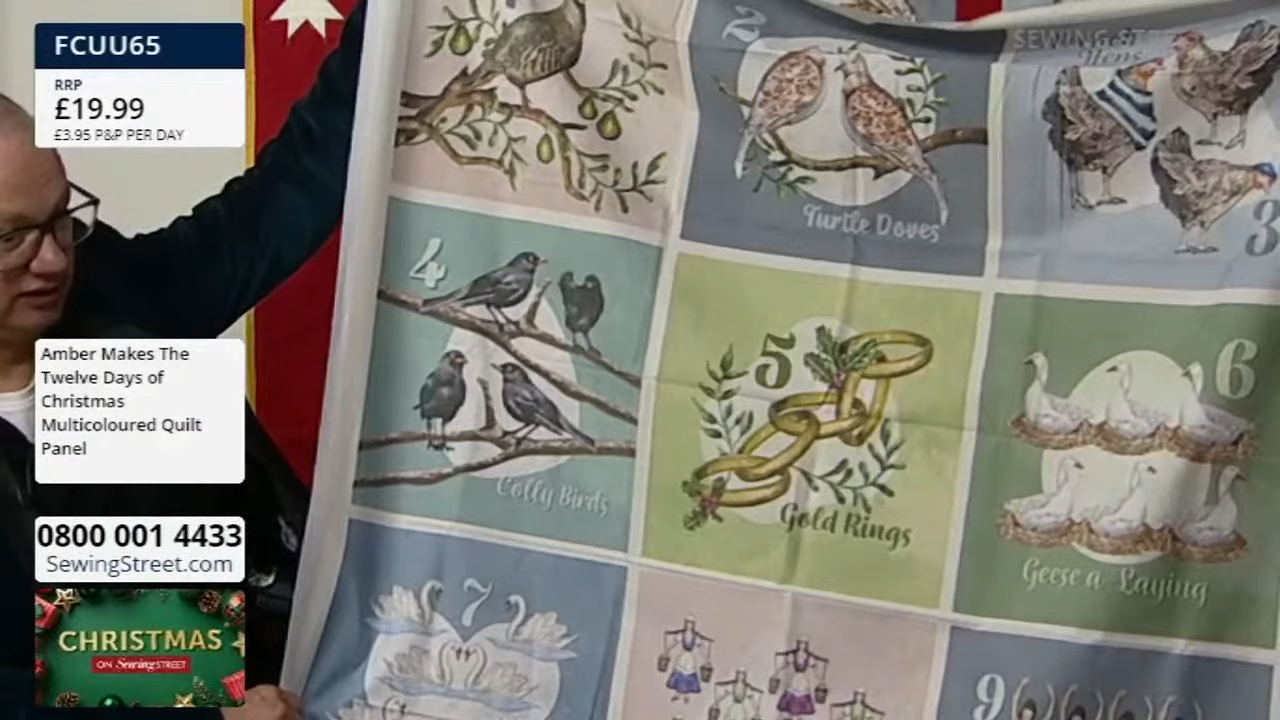 FCUU65
RRP
£19.99
£3.95 P&P PER DAY
Amber Makes The
Twelve Days of
Christmas
Multicoloured Quilt
Panel
0800 001 4433
SewingStreet.com
CHRISTMAS
ON SewingSTREET
SEWING STREET
2
Turtle Doves
Hens
3
4
Colly Birds
5
Gold Rings
6
Geese a Laying
7
9